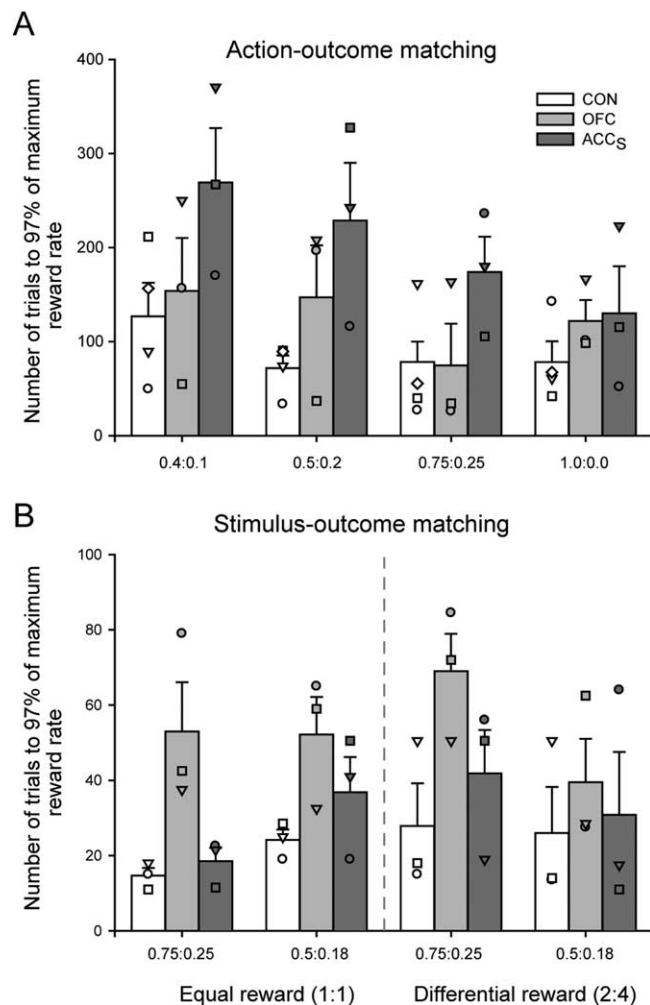 A
Action-outcome matching
Number of trials to 97% of maximum
reward rate
400
300
200
100
0
CON
OFC
ACCS
0.4:0.1 0.5:0.2 0.75:0.25 1.0:0.0
B
Stimulus-outcome matching
Number of trials to 97% of maximum
reward rate
100
80
60
40
20
0
0.75:0.25 0.5:0.18 0.75:0.25 0.5:0.18
Equal reward (1:1) Differential reward (2:4)